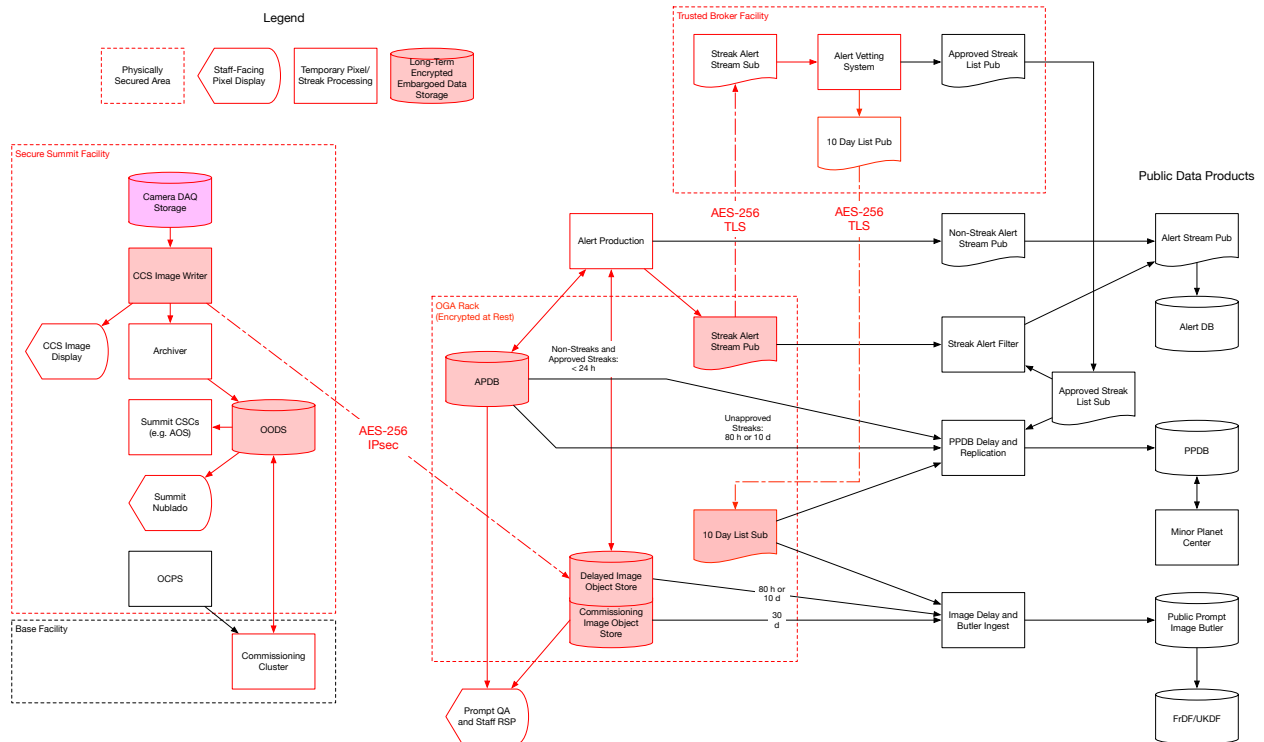 Legend
Physically
Secured Area
Staff-Facing
Pixel Display
Temporary Pixel/
Streak Processing
Long-Term
Encrypted
Embargoed Data
Storage
Trusted Broker Facility
Streak Alert
Stream Sub
Alert Vetting
System
Approved Streak
List Pub
10 Day List Pub
Secure Summit Facility
Camera DAQ
Storage
CCS Image Writer
CCS Image
Display
Archiver
Summit CSCs
(e.g. AOS)
OODS
Summit
Nublado
OCPS
Base Facility
Commissioning
Cluster
AES-256
IPsec
AES-256
TLS
AES-256
TLS
Alert Production
OGA Rack
(Encrypted at Rest)
Streak Alert
Stream Pub
Non-Streaks and
Approved Streaks:
< 24 h
APDB
Unapproved
Streaks:
80 h or 10 d
10 Day List Sub
Delayed Image
Object Store
Commissioning
Image Object
Store
80 h or
10 d
30
d
Prompt QA
and Staff RSP
Public Data Products
Non-Streak Alert
Stream Pub
Alert Stream Pub
Alert DB
Streak Alert Filter
Approved Streak
List Sub
PPDB Delay and
Replication
PPDB
Minor Planet
Center
Image Delay and
Butler Ingest
Public Prompt
Image Butler
FrDF/UKDF